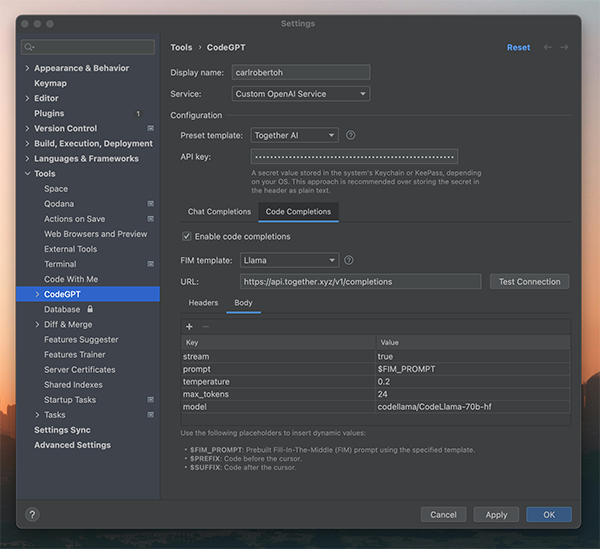 Settings
Tools › CodeGPT
Reset
Display name: carlrobertoh
Service: Custom OpenAI Service
Configuration
Preset template: Together AI
API key: ••••••••••••••••••••••••••••••••••••••••••••••••••••••••••••••••
A secret value stored in the system's Keychain or KeePass, depending
on your OS. This approach is recommended over storing the secret in
the header as plain text.
Chat Completions Code Completions
Enable code completions
FIM template: Llama
URL: https://api.together.xyz/v1/completions Test Connection
Headers Body
Key Value
stream true
prompt $FIM_PROMPT
temperature 0.2
max_tokens 24
model codellama/CodeLlama-70b-hf
Use the following placeholders to insert dynamic values:
• $FIM_PROMPT: Prebuilt Fill-In-The-Middle (FIM) prompt using the specified template.
• $PREFIX: Code before the cursor.
• $SUFFIX: Code after the cursor.
Appearance & Behavior
Keymap
Editor
Plugins 1
Version Control
Build, Execution, Deployment
Languages & Frameworks
Tools
Space
Qodana
Actions on Save
Web Browsers and Preview
External Tools
Terminal
Code With Me
CodeGPT
Database
Diff & Merge
Features Suggester
Features Trainer
Server Certificates
Shared Indexes
Startup Tasks
Tasks
Settings Sync
Advanced Settings
? Cancel Apply OK